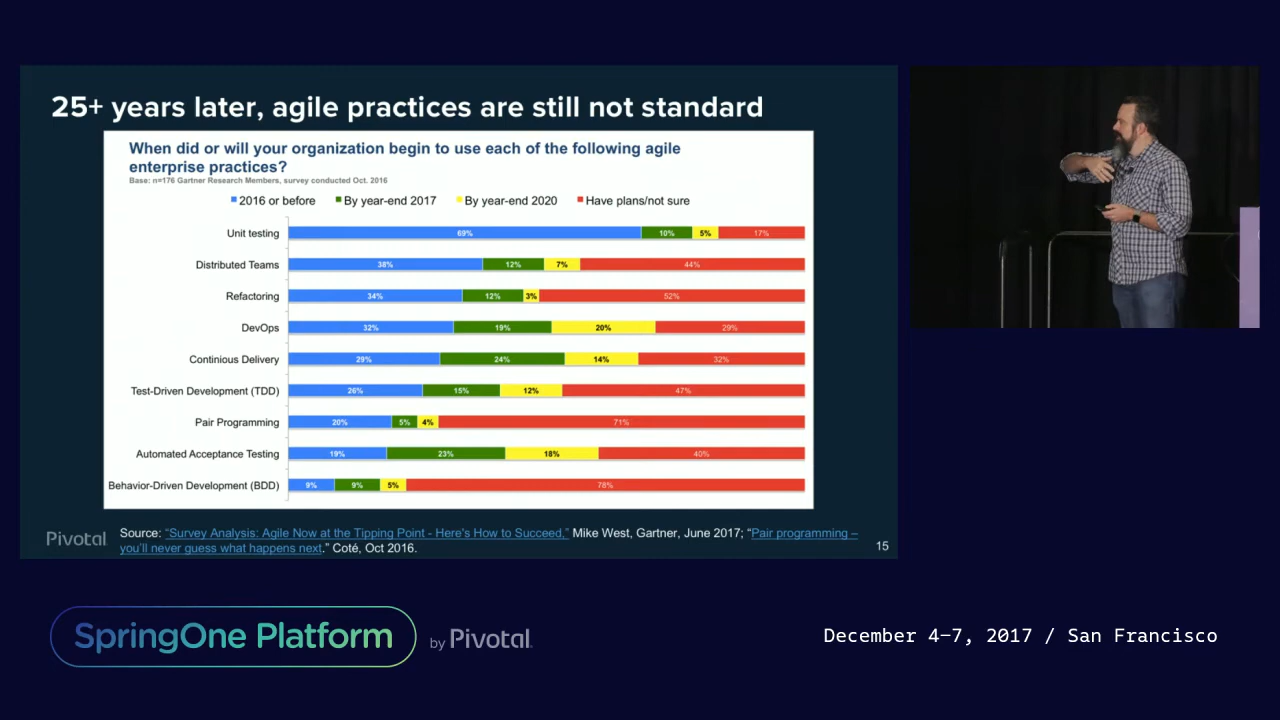 25+ years later, agile practices are still not standard
When did or will your organization begin to use each of the following agile
enterprise practices?
Base: n=176 Gartner Research Members, survey conducted Oct. 2016
2016 or before By year-end 2017 By year-end 2020 Have plans/not sure
Unit testing 69% 10% 5% 17%
Distributed Teams 38% 12% 7% 44%
Refactoring 34% 12% 3% 52%
DevOps 32% 19% 20% 29%
Continious Delivery 29% 24% 14% 32%
Test-Driven Development (TDD) 26% 15% 12% 47%
Pair Programming 20% 5% 4% 71%
Automated Acceptance Testing 19% 23% 18% 40%
Behavior-Driven Development (BDD) 9% 9% 5% 78%
Pivotal
Source: “Survey Analysis: Agile Now at the Tipping Point - Here's How to Succeed,” Mike West, Gartner, June 2017; “Pair programming –
you'll never guess what happens next.” Coté, Oct 2016.
15
SpringOne Platform by Pivotal.
December 4–7, 2017 / San Francisco